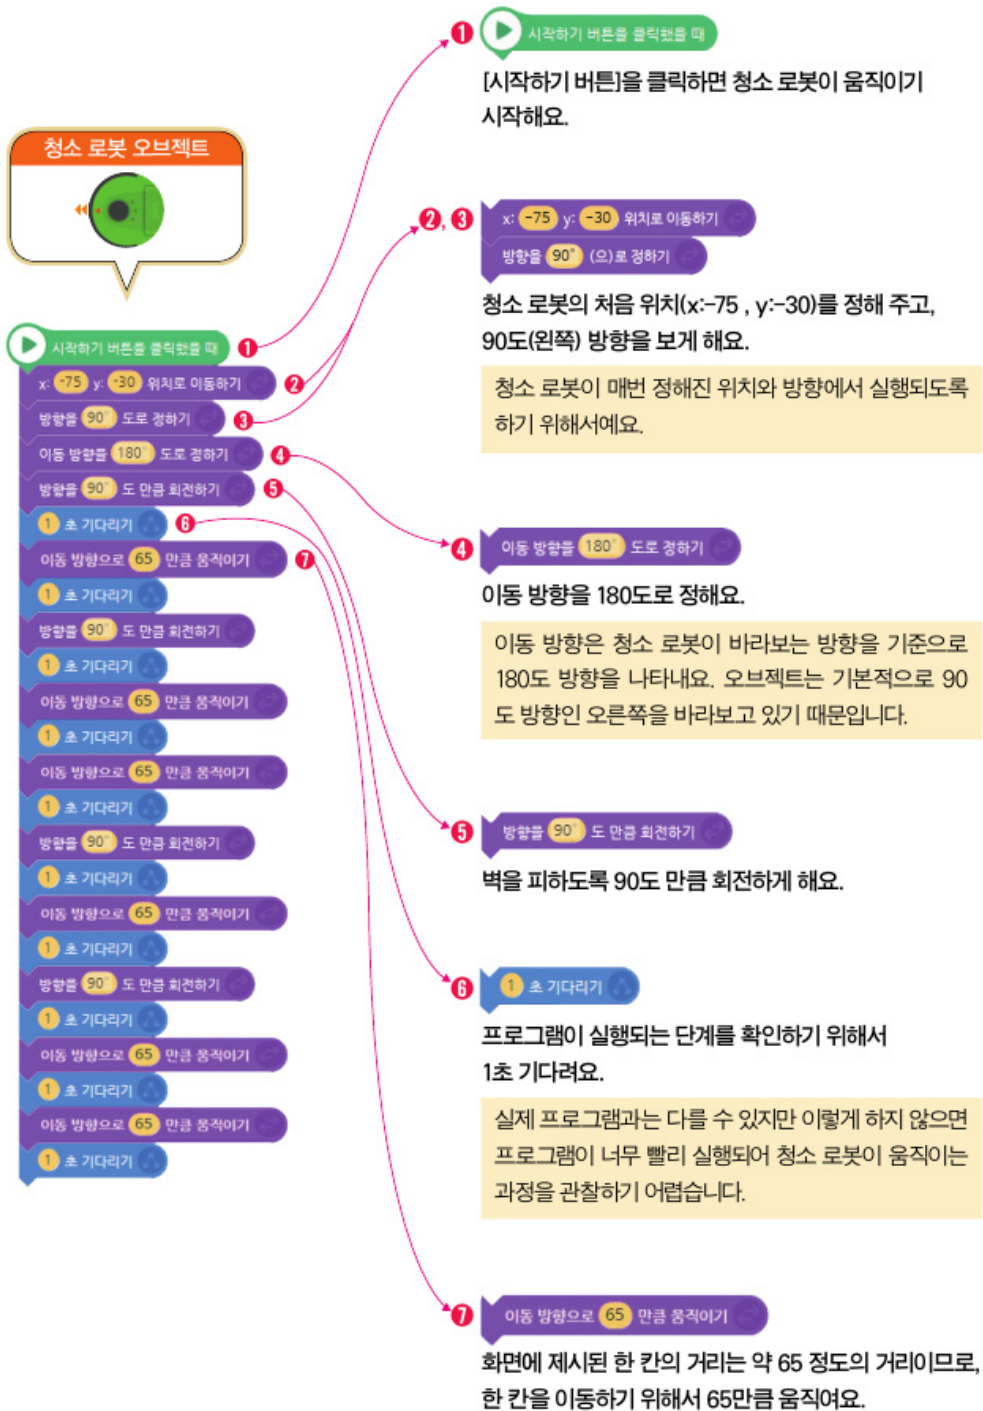 청소 로봇 오브젝트
시작하기 버튼을 클릭했을 때 ❶
x: -75 y: -30 위치로 이동하기 ❷
방향을 90° 도로 정하기 ❸
이동 방향을 180° 도로 정하기 ❹
방향을 90° 도 만큼 회전하기 ❺
1 초 기다리기 ❻
이동 방향으로 65 만큼 움직이기 ❼
1 초 기다리기
방향을 90° 도 만큼 회전하기
1 초 기다리기
이동 방향으로 65 만큼 움직이기
1 초 기다리기
이동 방향으로 65 만큼 움직이기
1 초 기다리기
방향을 90° 도 만큼 회전하기
1 초 기다리기
이동 방향으로 65 만큼 움직이기
1 초 기다리기
방향을 90° 도 만큼 회전하기
1 초 기다리기
이동 방향으로 65 만큼 움직이기
1 초 기다리기
이동 방향으로 65 만큼 움직이기
1 초 기다리기
❶ 시작하기 버튼을 클릭했을 때
[시작하기 버튼]을 클릭하면 청소 로봇이 움직이기
시작해요.
❷, ❸ x: -75 y: -30 위치로 이동하기
방향을 90° (으)로 정하기
청소 로봇의 처음 위치(x:-75 , y:-30)를 정해 주고,
90도(왼쪽) 방향을 보게 해요.
청소 로봇이 매번 정해진 위치와 방향에서 실행되도록
하기 위해서예요.
❹ 이동 방향을 180° 도로 정하기
이동 방향을 180도로 정해요.
이동 방향은 청소 로봇이 바라보는 방향을 기준으로
180도 방향을 나타내요. 오브젝트는 기본적으로 90
도 방향인 오른쪽을 바라보고 있기 때문입니다.
❺ 방향을 90° 도 만큼 회전하기
벽을 피하도록 90도 만큼 회전하게 해요.
❻ 1 초 기다리기
프로그램이 실행되는 단계를 확인하기 위해서
1초 기다려요.
실제 프로그램과는 다를 수 있지만 이렇게 하지 않으면
프로그램이 너무 빨리 실행되어 청소 로봇이 움직이는
과정을 관찰하기 어렵습니다.
❼ 이동 방향으로 65 만큼 움직이기
화면에 제시된 한 칸의 거리는 약 65 정도의 거리이므로,
한 칸을 이동하기 위해서 65만큼 움직여요.